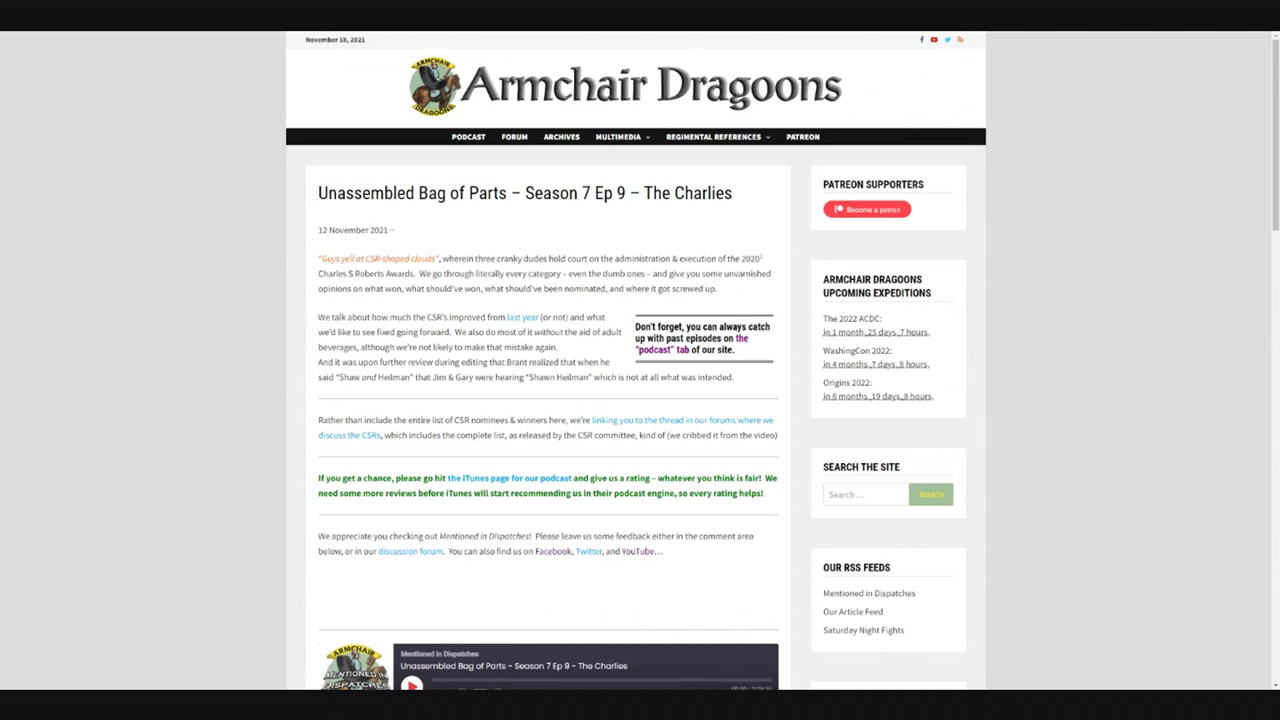 November 18, 2021
ARMCHAIR
DRAGOONS
Armchair Dragoons
PODCAST FORUM ARCHIVES MULTIMEDIA REGIMENTAL REFERENCES PATREON
Unassembled Bag of Parts – Season 7 Ep 9 – The Charlies
12 November 2021 ~
"Guys yell at CSR-shaped clouds", wherein three cranky dudes hold court on the administration & execution of the 2020
Charles S Roberts Awards. We go through literally every category – even the dumb ones – and give you some unvarnished
opinions on what won, what should've won, what should've been nominated, and where it got screwed up.
We talk about how much the CSR's improved from last year (or not) and what
we'd like to see fixed going forward. We also do most of it without the aid of adult
beverages, although we're not likely to make that mistake again.
And it was upon further review during editing that Brant realized that when he
said "Shaw and Heilman" that Jim & Gary were hearing "Shawn Heilman" which is not at all what was intended.
Don't forget, you can always catch
up with past episodes on the
"podcast" tab of our site.
Rather than include the entire list of CSR nominees & winners here, we're linking you to the thread in our forums where we
discuss the CSRs, which includes the complete list, as released by the CSR committee, kind of (we cribbed it from the video)
If you get a chance, please go hit the iTunes page for our podcast and give us a rating – whatever you think is fair! We
need some more reviews before iTunes will start recommending us in their podcast engine, so every rating helps!
We appreciate you checking out Mentioned in Dispatches! Please leave us some feedback either in the comment area
below, or in our discussion forum. You can also find us on Facebook, Twitter, and YouTube...
ARMCHAIR
MENTIONED IN
DISPATCHES
Mentioned In Dispatches
Unassembled Bag of Parts - Season 7 Ep 9 - The Charlies
PATREON SUPPORTERS
Become a patron
ARMCHAIR DRAGOONS
UPCOMING EXPEDITIONS
The 2022 ACDC:
in 1 month, 25 days, 7 hours,
WashingCon 2022:
in 4 months, 7 days, 8 hours,
Origins 2022:
in 6 months, 19 days, 8 hours,
SEARCH THE SITE
Search ... SEARCH
OUR RSS FEEDS
Mentioned in Dispatches
Our Article Feed
Saturday Night Fights